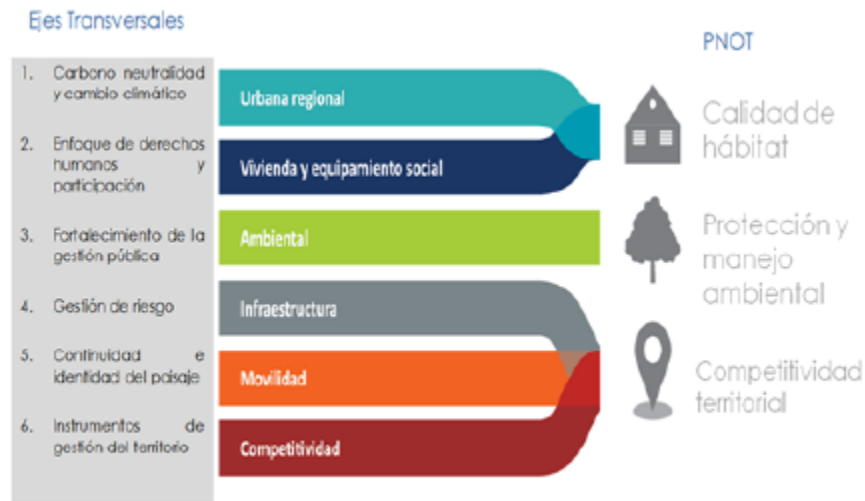 Ejes Transversales
1. Carbono neutralidad
y cambio climático
2. Enfoque de derechos
humanos y
participación
3. Fortalecimiento de la
gestión pública
4. Gestión de riesgo
5. Continuidad e
identidad del paisaje
6. Instrumentos de
gestión del territorio
Urbana regional
Vivienda y equipamiento social
Ambiental
Infraestructura
Movilidad
Competitividad
PNOT
Calidad de
hábitat
Protección y
manejo
ambiental
Competitividad
territorial